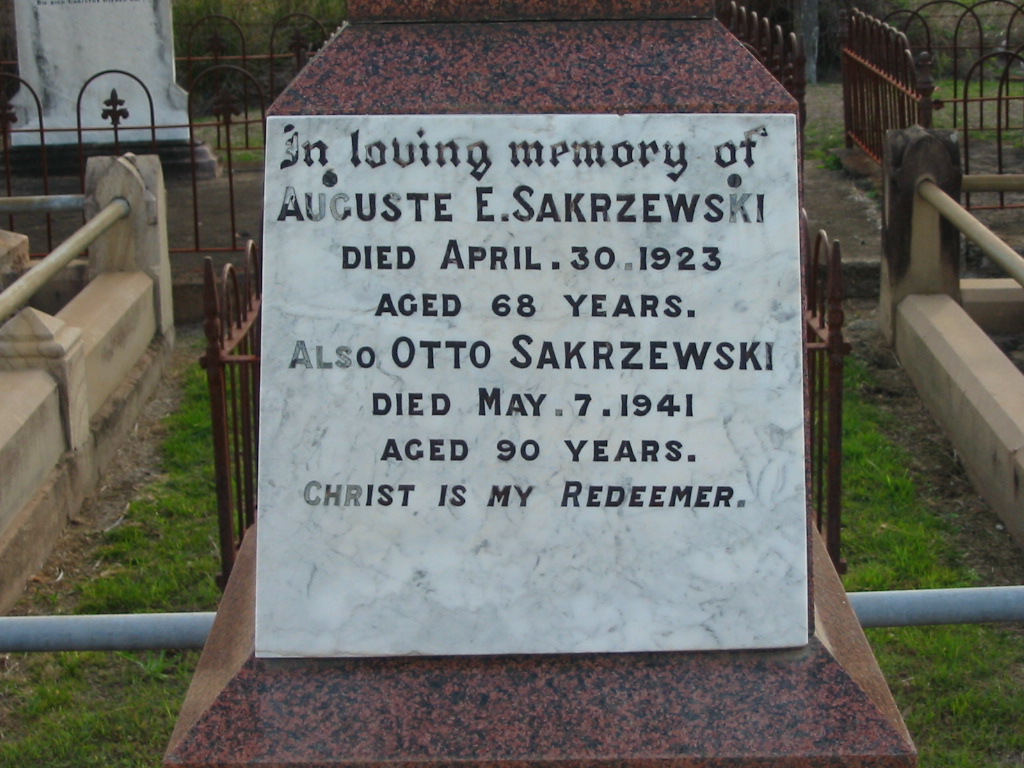 In loving memory of
AUGUSTE E. SAKRZEWSKI
DIED APRIL. 30. 1923
AGED 68 YEARS.
ALSO OTTO SAKRZEWSKI
DIED MAY. 7. 1941
AGED 90 YEARS.
CHRIST IS MY REDEEMER.